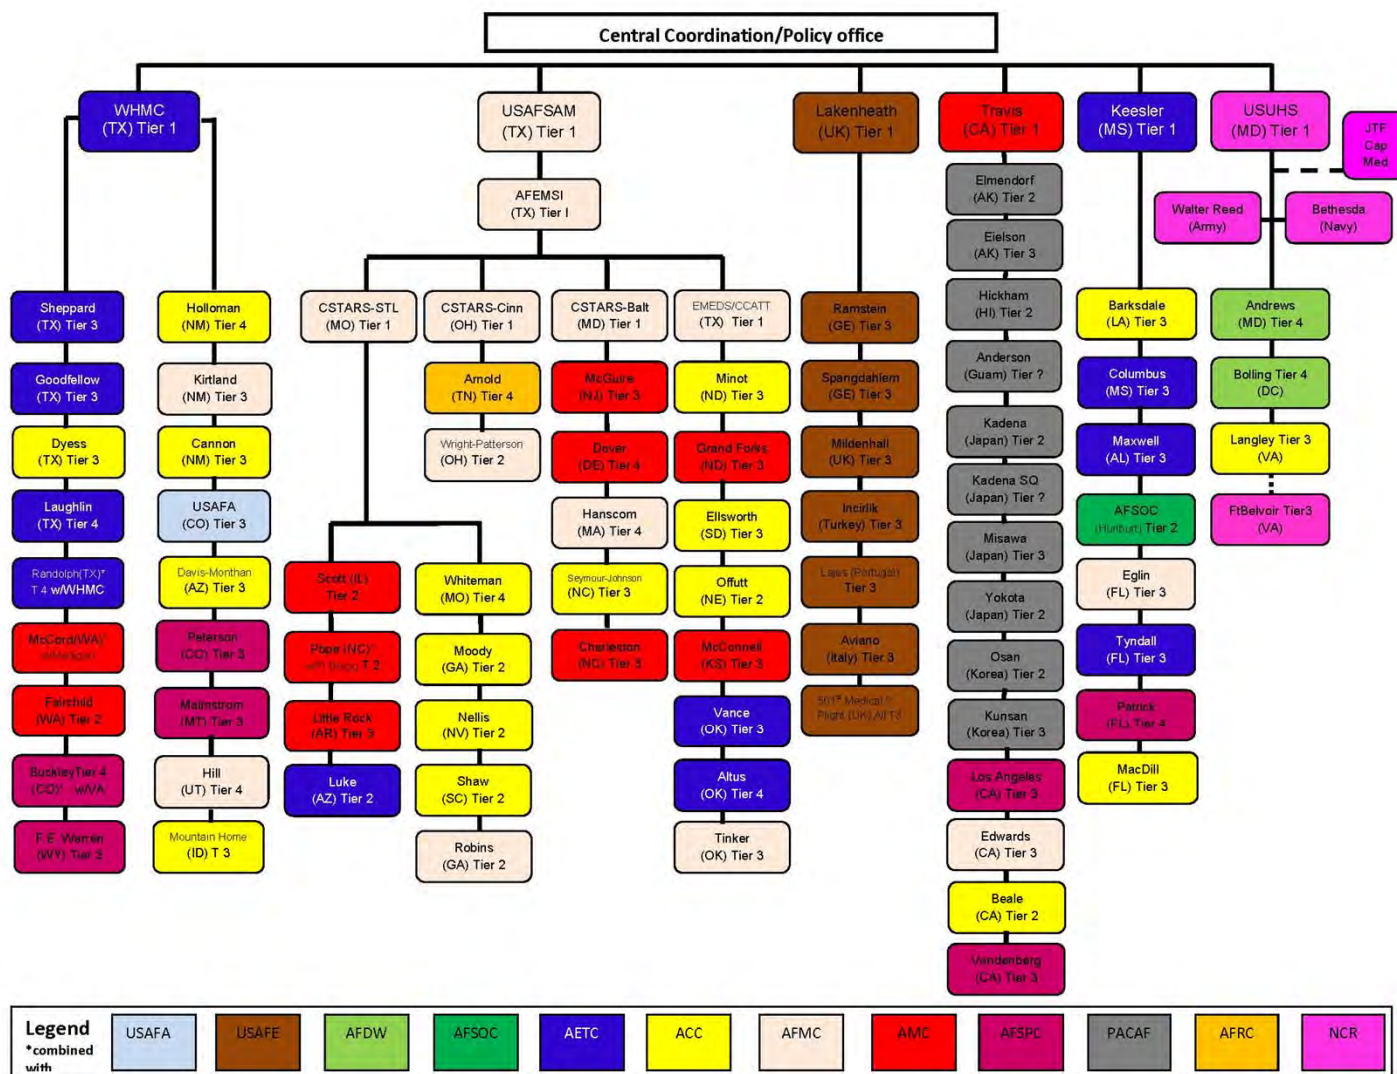 Central Coordination/Policy office
WHMC
(TX) Tier 1
USAFSAM
(TX) Tier 1
Lakenheath
(UK) Tier 1
Travis
(CA) Tier 1
Keesler
(MS) Tier 1
USUHS
(MD) Tier 1
JTF
Cap
Med
AFEMSI
(TX) Tier I
Walter Reed
(Army)
Bethesda
(Navy)
Sheppard
(TX) Tier 3
Goodfellow
(TX) Tier 3
Dyess
(TX) Tier 3
Laughlin
(TX) Tier 4
Randolph(TX)*
T 4 w/WHMC
McCord(WA)*
Fairchild
(WA) Tier 2
BuckleyTier 4
(CO)* w/VA
F.E. Warren
(WY) Tier 3
Holloman
(NM) Tier 4
Kirtland
(NM) Tier 3
Cannon
(NM) Tier 3
USAFA
(CO) Tier 3
Davis-Monthan
(AZ) Tier 3
Peterson
(CO) Tier 3
Malmstrom
(MT) Tier 3
Hill
(UT) Tier 4
Mountain Home
(ID) T 3
CSTARS-STL
(MO) Tier 1
Scott (IL)
Tier 2
Pope (NC)*
with Bragg T 2
Little Rock
(AR) Tier 3
Luke
(AZ) Tier 2
Whiteman
(MO) Tier 4
Moody
(GA) Tier 2
Nellis
(NV) Tier 2
Shaw
(SC) Tier 2
Robins
(GA) Tier 2
CSTARS-Cinn
(OH) Tier 1
Arnold
(TN) Tier 4
Wright-Patterson
(OH) Tier 2
CSTARS-Balt
(MD) Tier 1
McGuire
(NJ) Tier 3
Dover
(DE) Tier 4
Hanscom
(MA) Tier 4
Seymour-Johnson
(NC) Tier 3
Charleston
(NC) Tier 3
EMEDS/CCATT
(TX) Tier 1
Minot
(ND) Tier 3
Grand Forks
(ND) Tier 3
Ellsworth
(SD) Tier 3
Offutt
(NE) Tier 2
McConnell
(KS) Tier 3
Vance
(OK) Tier 3
Altus
(OK) Tier 4
Tinker
(OK) Tier 3
Ramstein
(GE) Tier 3
Spangdahlem
(GE) Tier 3
Mildenhall
(UK) Tier 3
Incirlik
(Turkey) Tier 3
Lajes (Portugal)
Tier 3
Aviano
(Italy) Tier 3
501st Medical
Flight (UK) All T3
Elmendorf
(AK) Tier 2
Eielson
(AK) Tier 3
Hickham
(HI) Tier 2
Anderson
(Guam) Tier ?
Kadena
(Japan) Tier 2
Kadena SQ
(Japan) Tier ?
Misawa
(Japan) Tier 3
Yokota
(Japan) Tier 2
Osan
(Korea) Tier 2
Kunsan
(Korea) Tier 3
Los Angeles
(CA) Tier 3
Edwards
(CA) Tier 3
Beale
(CA) Tier 2
Vandenberg
(CA) Tier 3
Barksdale
(LA) Tier 3
Columbus
(MS) Tier 3
Maxwell
(AL) Tier 3
AFSOC
(Hurlburt) Tier 2
Eglin
(FL) Tier 3
Tyndall
(FL) Tier 3
Patrick
(FL) Tier 4
MacDill
(FL) Tier 3
Andrews
(MD) Tier 4
Bolling Tier 4
(DC)
Langley Tier 3
(VA)
FtBelvoir Tier3
(VA)
Legend
*combined
with
USAFA
USAFE
AFDW
AFSOC
AETC
ACC
AFMC
AMC
AFSPC
PACAF
AFRC
NCR